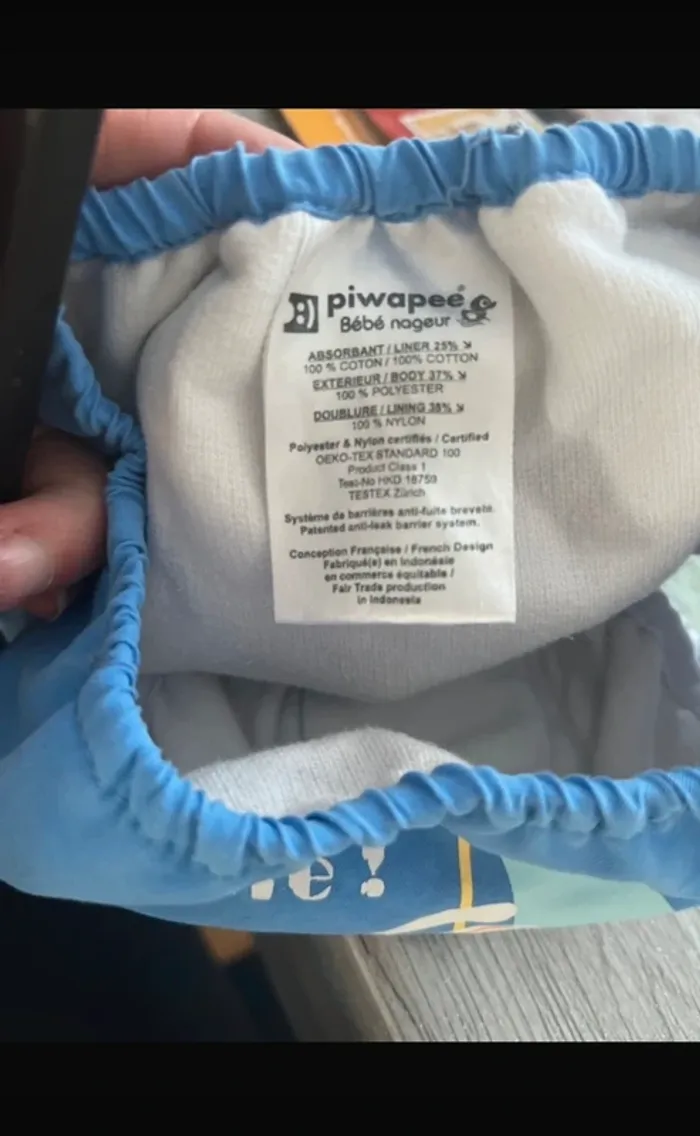 piwapee
Bébé nageur
ABSORBANT / LINER 25% ↘
100 % COTON / 100% COTTON
EXTERIEUR / BODY 37% ↘
100 % POLYESTER
DOUBLURE / LINING 38% ↘
100 % NYLON
Polyester & Nylon certifiés / Certified
OEKO-TEX STANDARD 100
Product Class 1
Test-No HKD 18759
TESTEX Zürich
Système de barrières anti-fuite breveté.
Patented anti-leak barrier system.
Conception Française / French Design
Fabriqué(e) en Indonésie
en commerce équitable /
Fair Trade production
in Indonesia
le !